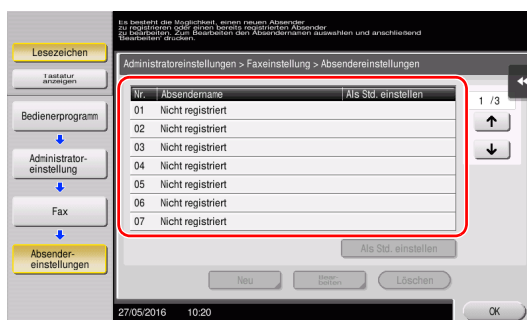 Es besteht die Möglichkeit, einen neuen Absender
zu registrieren oder einen bereits registrierten Absender
zu bearbeiten. Zum Bearbeiten den Absendernamen auswählen und anschließend
'Bearbeiten' drücken.
Lesezeichen
Tastatur
anzeigen
Administratoreinstellungen > Faxeinstellung > Absendereinstellungen
Nr. Absendername Als Std. einstellen
1 /3
01 Nicht registriert
02 Nicht registriert
03 Nicht registriert
04 Nicht registriert
05 Nicht registriert
06 Nicht registriert
07 Nicht registriert
Bedienerprogramm
Administrator-
einstellung
Fax
Absender-
einstellungen
Als Std. einstellen
Neu
Bear-
beiten
Löschen
27/05/2016 10:20
OK